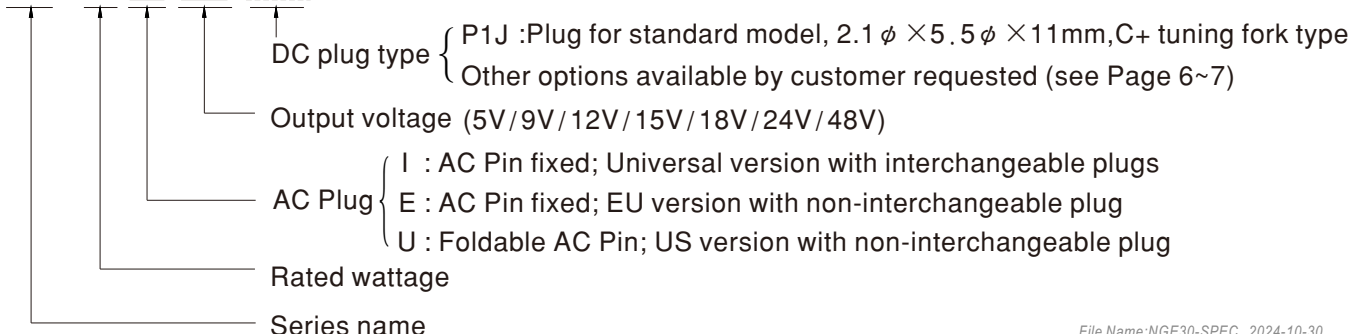 DC plug type
P1J :Plug for standard model, 2.1 φ ×5.5 φ ×11mm,C+ tuning fork type
Other options available by customer requested (see Page 6~7)
Output voltage (5V/9V/12V/15V/18V/24V/48V)
AC Plug
I : AC Pin fixed; Universal version with interchangeable plugs
E : AC Pin fixed; EU version with non-interchangeable plug
U : Foldable AC Pin; US version with non-interchangeable plug
Rated wattage
Series name
File Name:NGE30-SPEC 2024-10-30